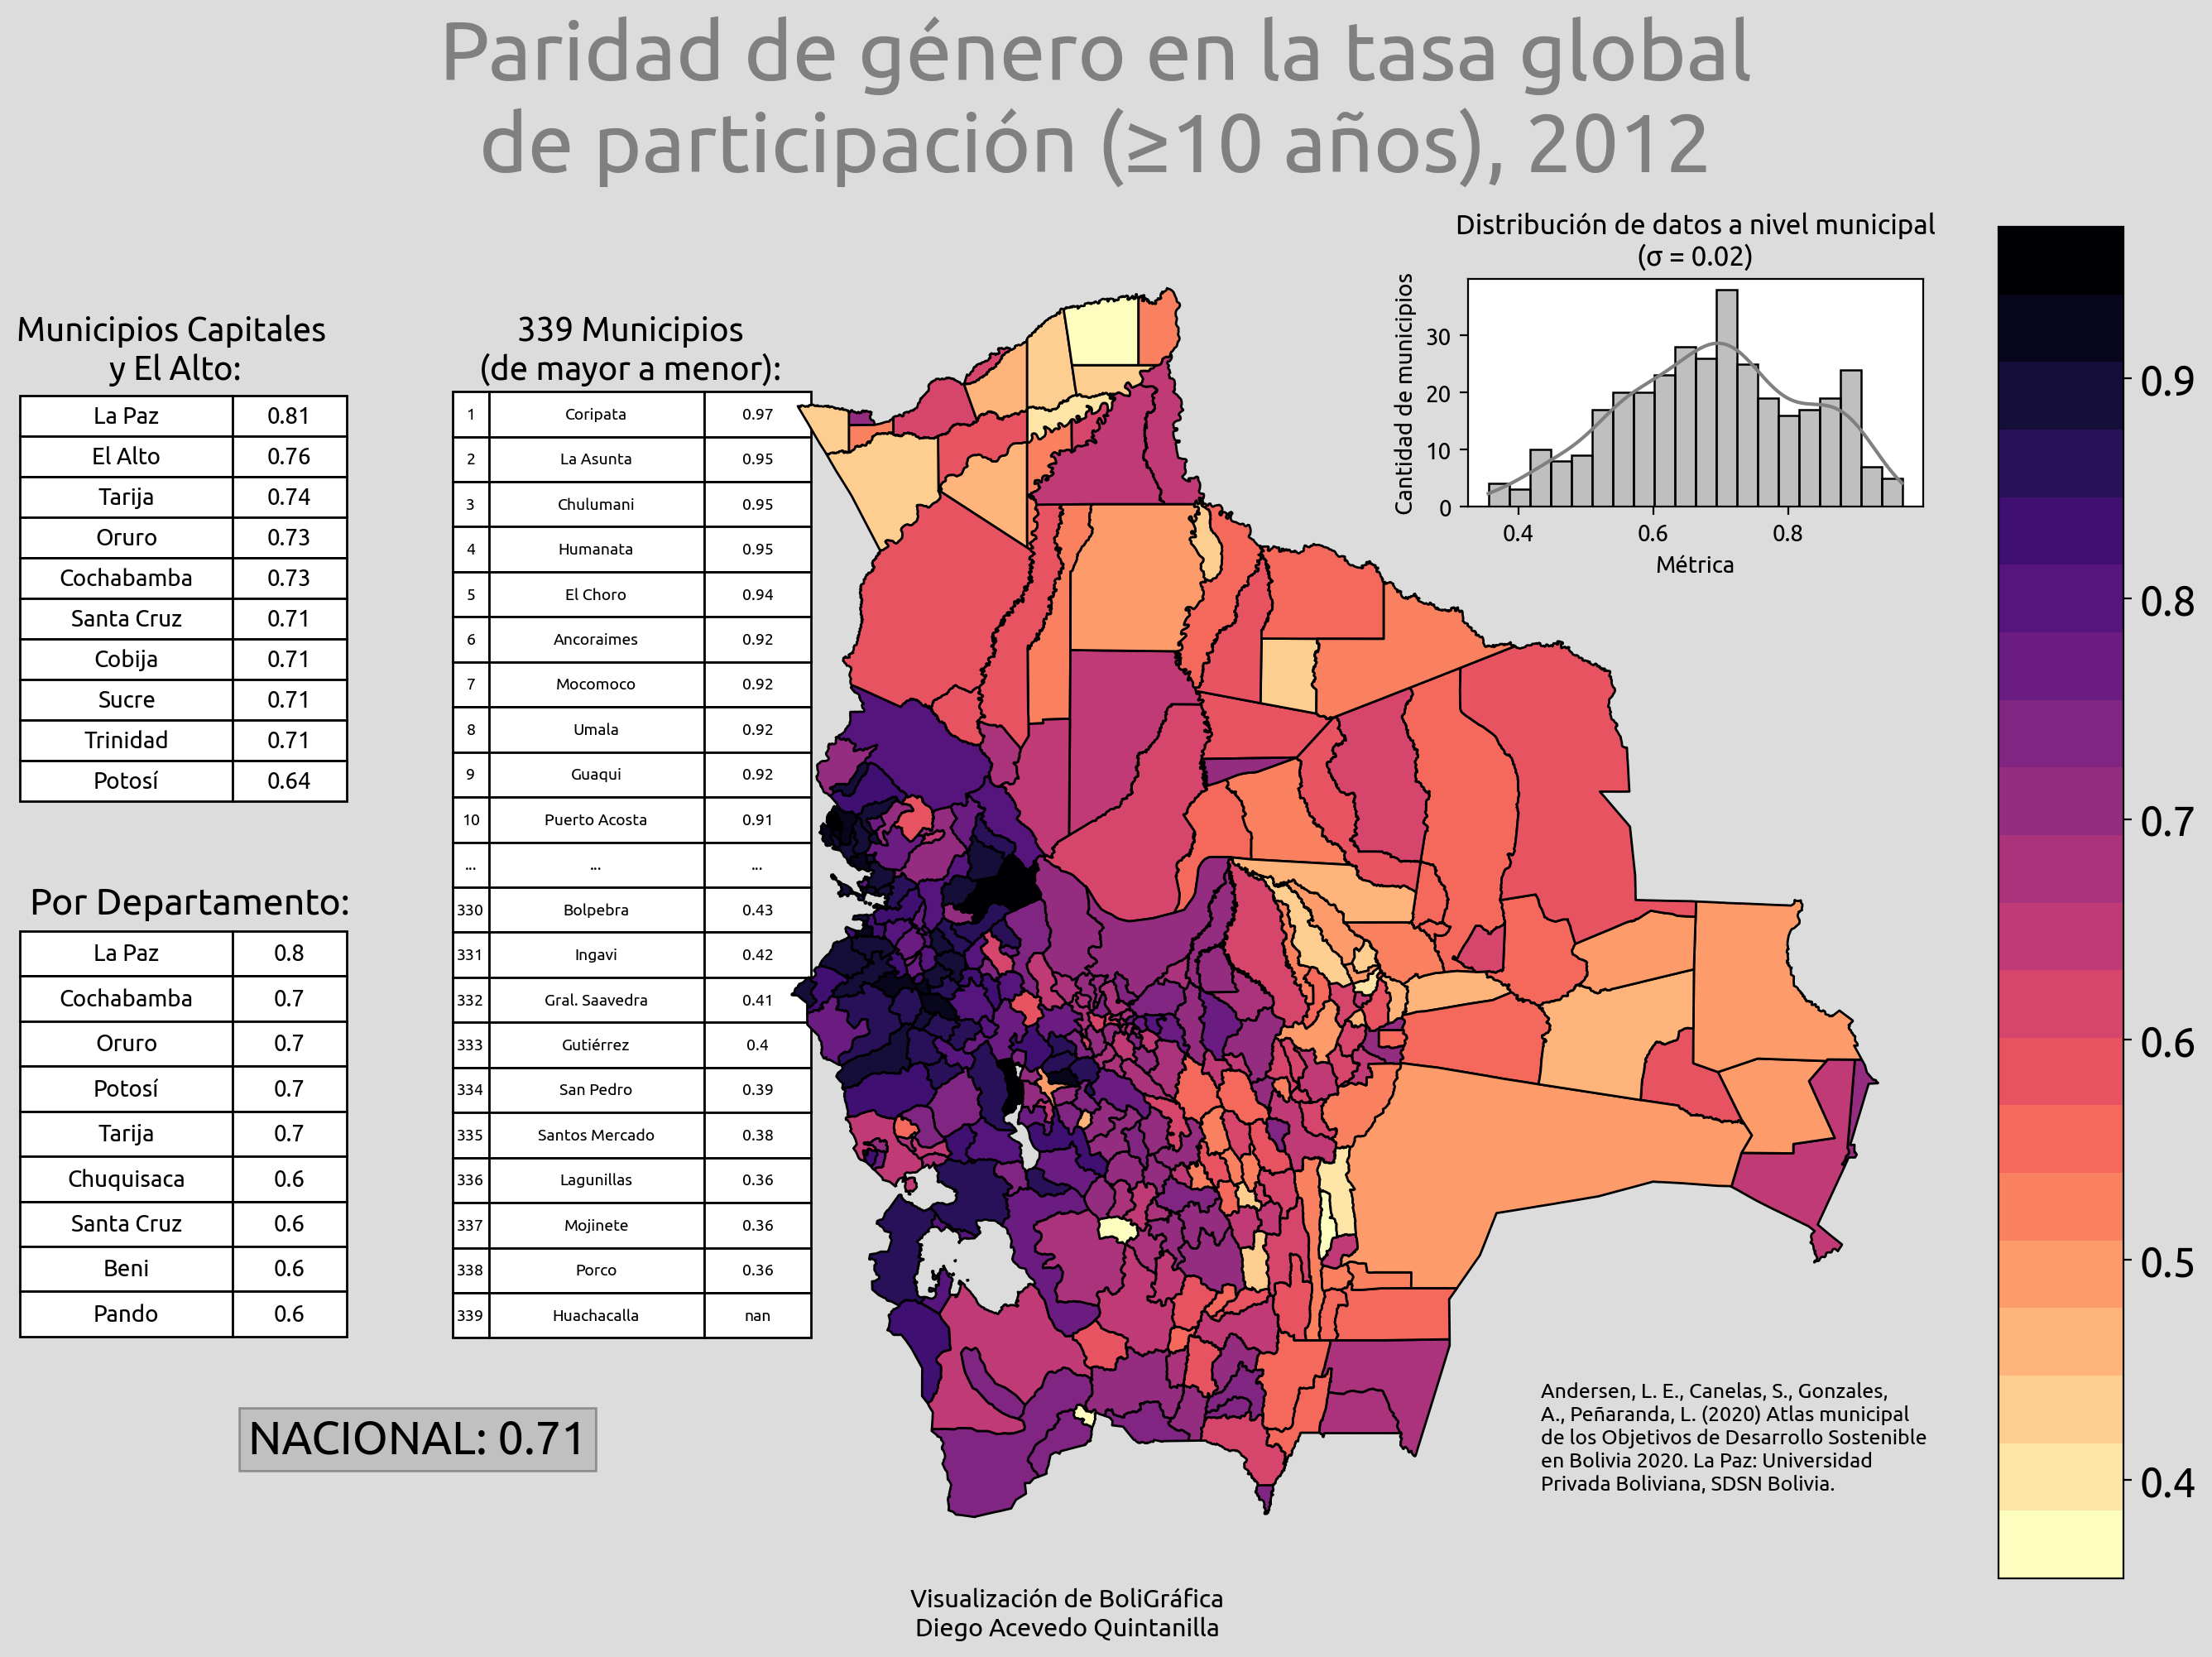 Paridad de género en la tasa global
de participación (≥10 años), 2012
Municipios Capitales
y El Alto:
La Paz 0.81
El Alto 0.76
Tarija 0.74
Oruro 0.73
Cochabamba 0.73
Santa Cruz 0.71
Cobija 0.71
Sucre 0.71
Trinidad 0.71
Potosí 0.64
Por Departamento:
La Paz 0.8
Cochabamba 0.7
Oruro 0.7
Potosí 0.7
Tarija 0.7
Chuquisaca 0.6
Santa Cruz 0.6
Beni 0.6
Pando 0.6
NACIONAL: 0.71
339 Municipios
(de mayor a menor):
1 Coripata 0.97
2 La Asunta 0.95
3 Chulumani 0.95
4 Humanata 0.95
5 El Choro 0.94
6 Ancoraimes 0.92
7 Mocomoco 0.92
8 Umala 0.92
9 Guaqui 0.92
10 Puerto Acosta 0.91
... ... ...
330 Bolpebra 0.43
331 Ingavi 0.42
332 Gral. Saavedra 0.41
333 Gutiérrez 0.4
334 San Pedro 0.39
335 Santos Mercado 0.38
336 Lagunillas 0.36
337 Mojinete 0.36
338 Porco 0.36
339 Huachacalla nan
Distribución de datos a nivel municipal
(σ = 0.02)
Cantidad de municipios
30
20
10
0
0.4 0.6 0.8
Métrica
0.9
0.8
0.7
0.6
0.5
0.4
Andersen, L. E., Canelas, S., Gonzales,
A., Peñaranda, L. (2020) Atlas municipal
de los Objetivos de Desarrollo Sostenible
en Bolivia 2020. La Paz: Universidad
Privada Boliviana, SDSN Bolivia.
Visualización de BoliGráfica
Diego Acevedo Quintanilla